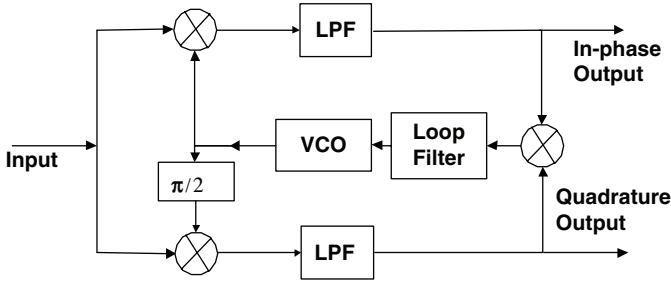 LPF
In-phase
Output
Input
VCO
Loop
Filter
π/2
Quadrature
Output
LPF